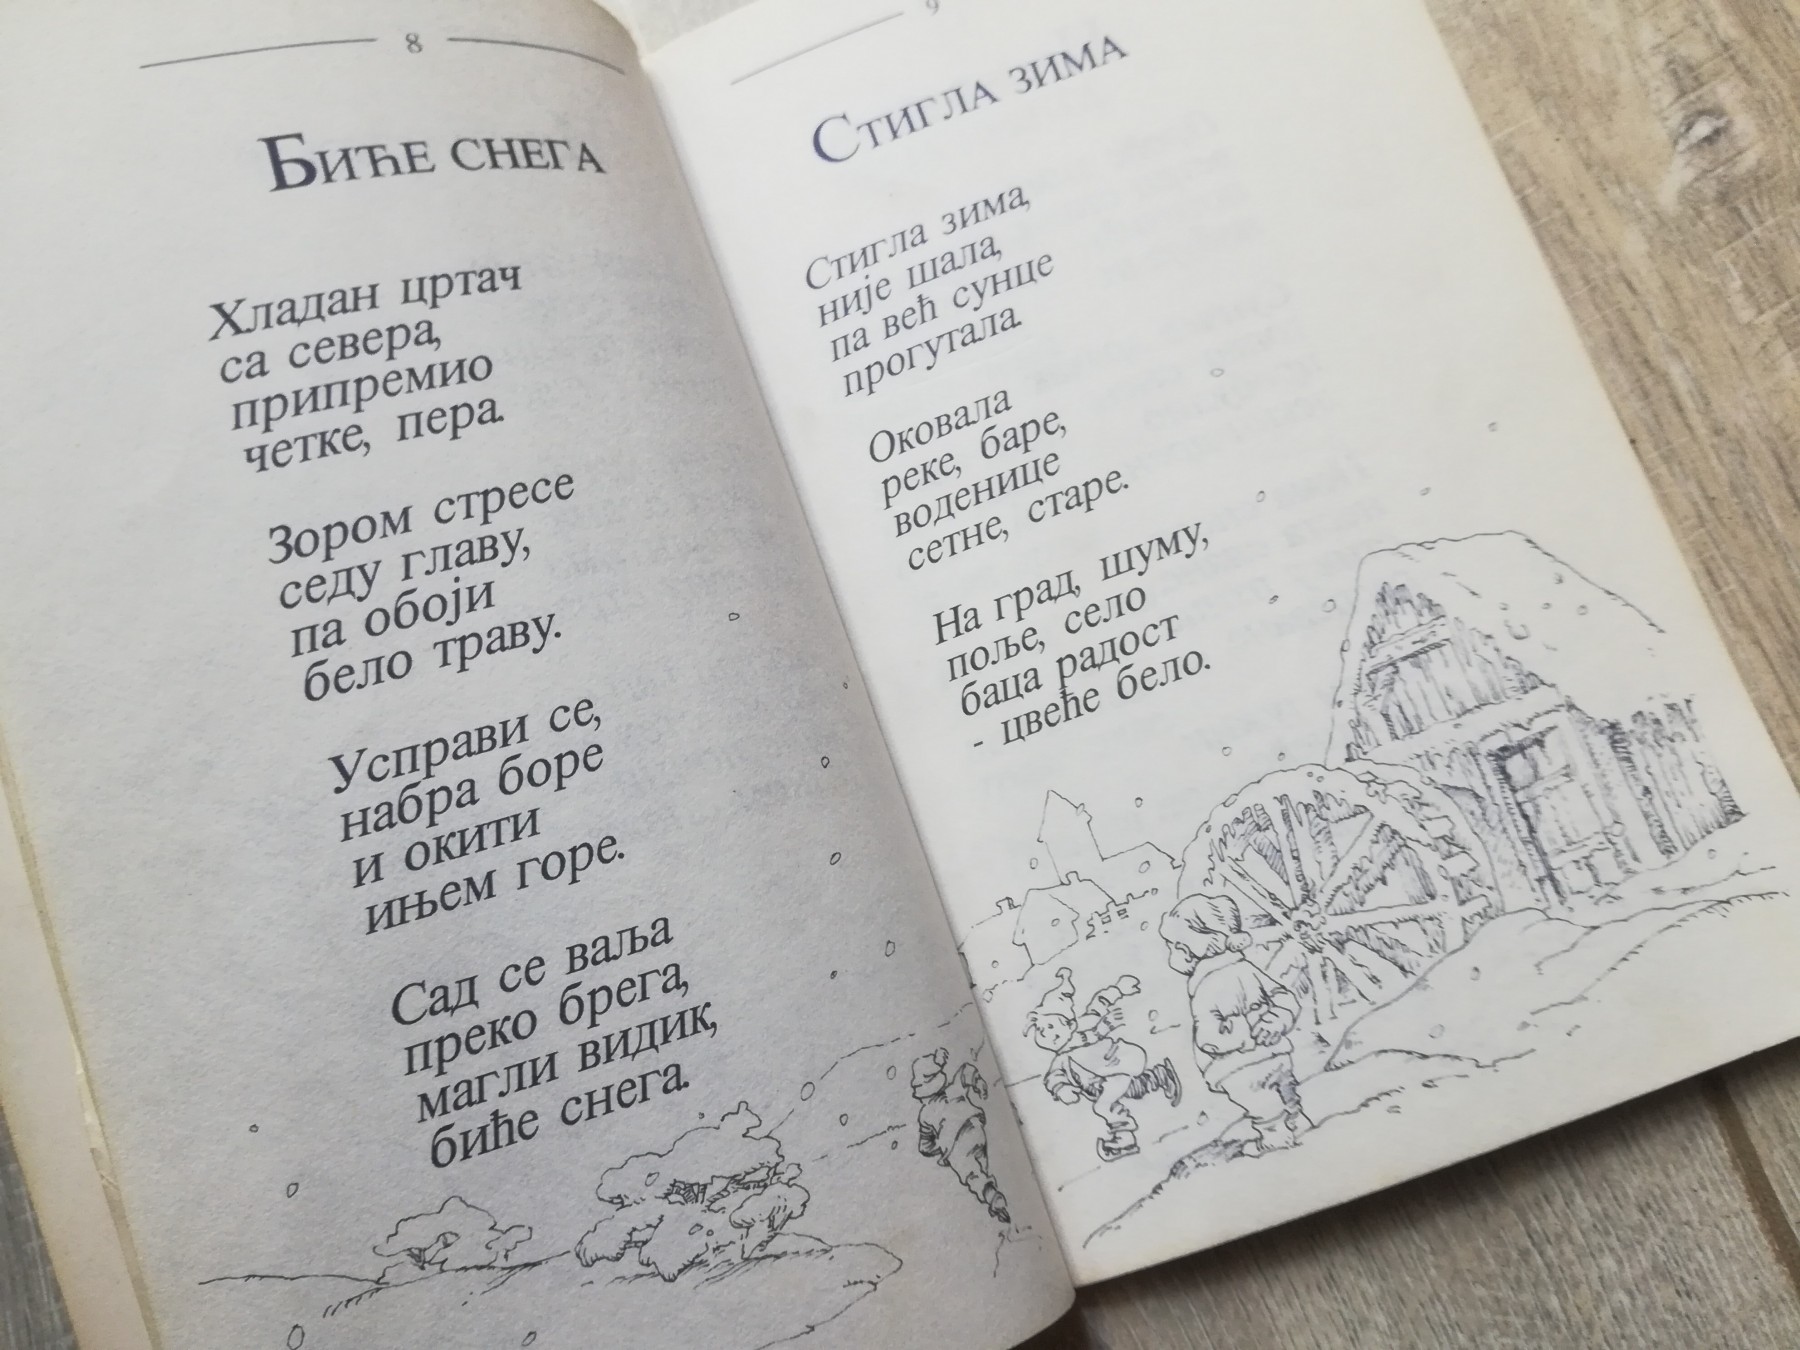 8
БИЋЕ СНЕГА
Хладан цртач
са севера,
припремио
четке, пера.
Зором стресе
седу главу,
па обоји
бело траву.
Усправи се,
набра боре
и окити
ињем горе.
Сад се ваља
преко брега,
магли видик,
биће снега.
9
СТИГЛА ЗИМА
Стигла зима,
није шала,
па већ сунце
прогутала.
Оковала
реке, баре,
воденице
сетне, старе.
На град, шуму,
поље, село
баца радост
- цвеће бело.